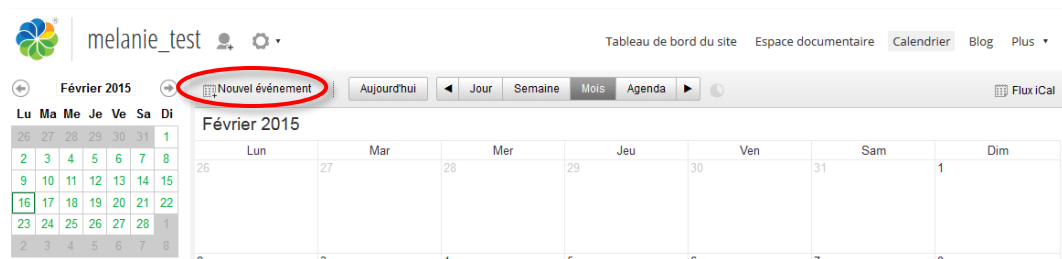 melanie_test
Tableau de bord du site Espace documentaire Calendrier Blog Plus
Février 2015
Nouvel événement Aujourd'hui Jour Semaine Mois Agenda Flux iCal
Lu Ma Me Je Ve Sa Di
26 27 28 29 30 31 1
2 3 4 5 6 7 8
9 10 11 12 13 14 15
16 17 18 19 20 21 22
23 24 25 26 27 28 1
2 3 4 5 6 7 8
Février 2015
Lun Mar Mer Jeu Ven Sam Dim
26 27 28 29 30 31 1